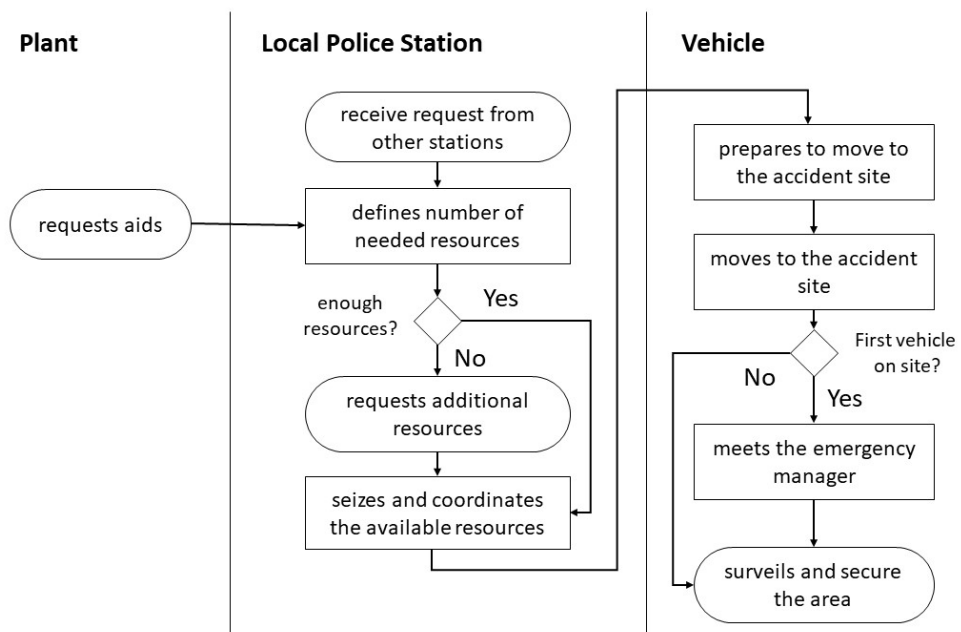 Plant
Local Police Station
Vehicle
receive request from
other stations
requests aids
defines number of
needed resources
enough
resources?
Yes
No
requests additional
resources
seizes and coordinates
the available resources
prepares to move to
the accident site
moves to the accident
site
First vehicle
on site?
No
Yes
meets the emergency
manager
surveils and secure
the area